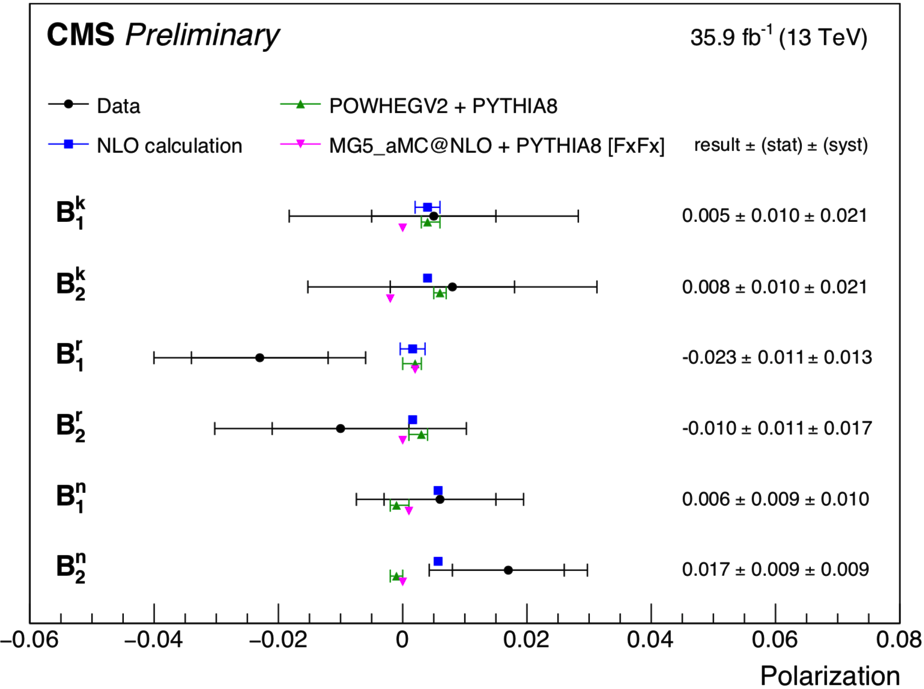 CMS Preliminary 35.9 fb⁻¹ (13 TeV)
Data POWHEGV2 + PYTHIA8
NLO calculation MG5_aMC@NLO + PYTHIA8 [FxFx] result ± (stat) ± (syst)
B₁ᵏ 0.005 ± 0.010 ± 0.021
B₂ᵏ 0.008 ± 0.010 ± 0.021
B₁ʳ -0.023 ± 0.011 ± 0.013
B₂ʳ -0.010 ± 0.011 ± 0.017
B₁ⁿ 0.006 ± 0.009 ± 0.010
B₂ⁿ 0.017 ± 0.009 ± 0.009
−0.06 −0.04 −0.02 0 0.02 0.04 0.06 0.08
Polarization